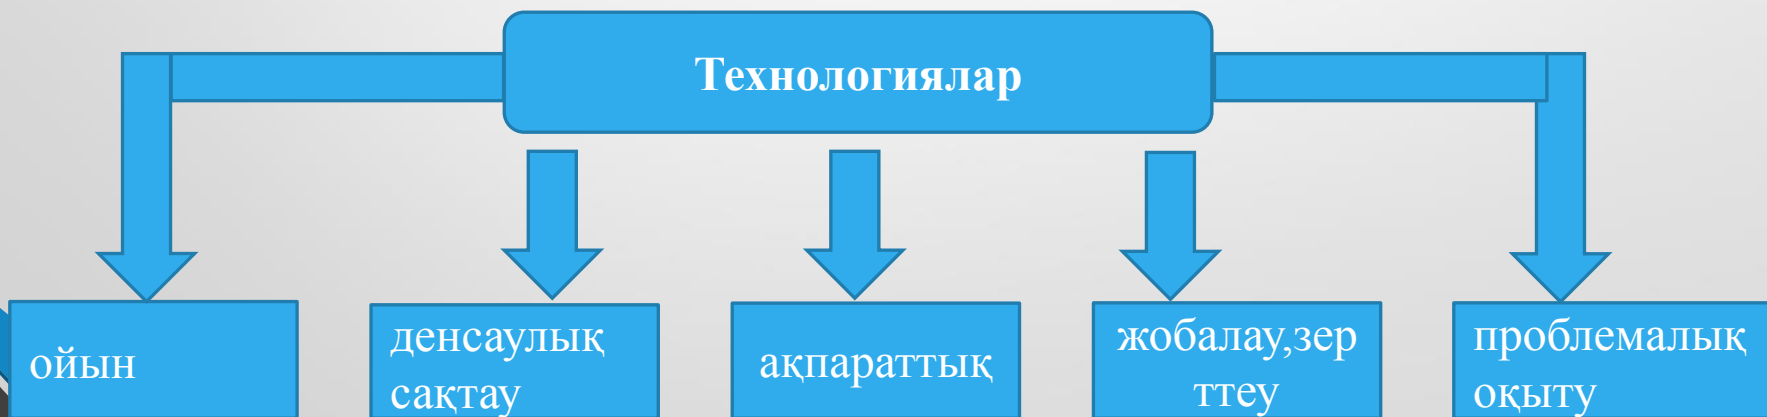 Технологиялар
ойын
денсаулық
сақтау
ақпараттық
жобалау,зер
ттеу
проблемалық
оқыту